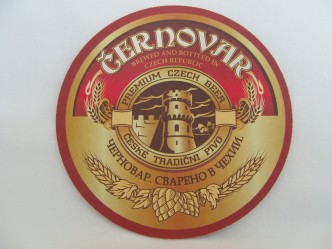 ČERNOVAR
BREWED AND BOTTLED IN
CZECH REPUBLIC
PREMIUM CZECH BEER
ČESKÉ TRADIČNÍ PIVO
ЧЕРНОВАР. СВАРЕНО В ЧЕХИИ.